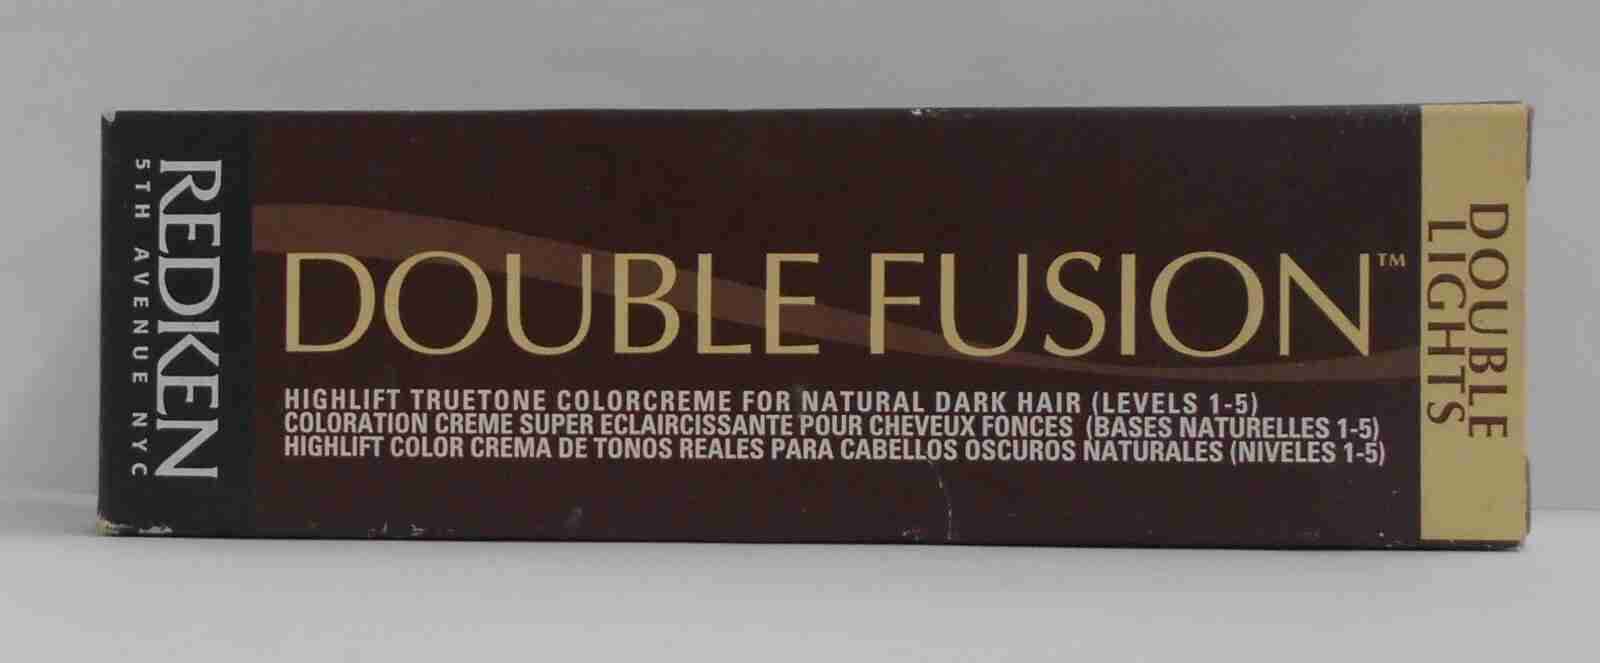 REDKEN
5TH AVENUE NYC
DOUBLE FUSION™
HIGHLIFT TRUETONE COLORCREME FOR NATURAL DARK HAIR (LEVELS 1-5)
COLORATION CREME SUPER ECLAIRCISSANTE POUR CHEVEUX FONCES (BASES NATURELLES 1-5)
HIGHLIFT COLOR CREMA DE TONOS REALES PARA CABELLOS OSCUROS NATURALES (NIVELES 1-5)
DOUBLE
LIGHTS